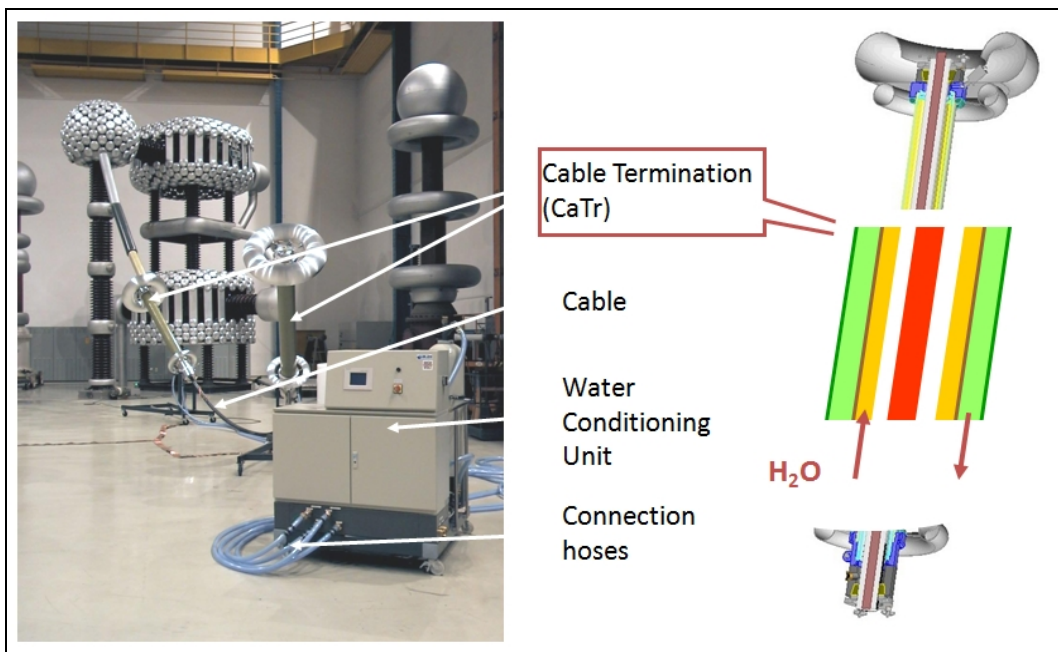 Cable Termination
(CaTr)
Cable
Water
Conditioning
Unit
H₂O
Connection
hoses